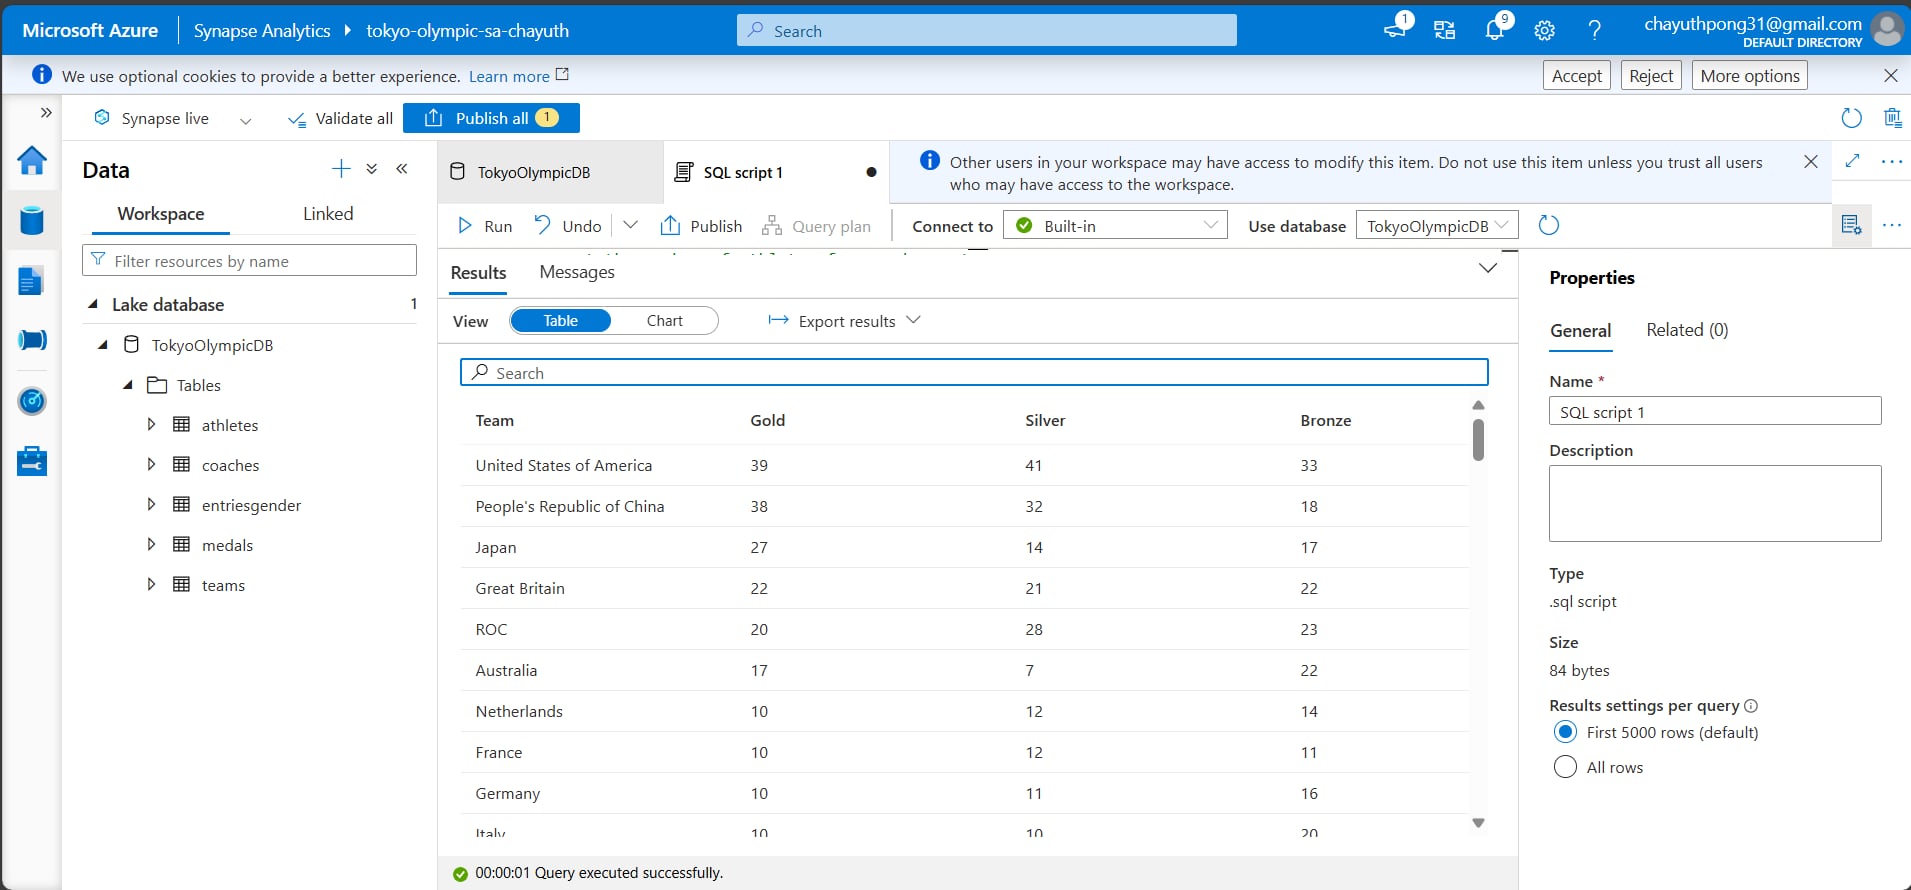 Microsoft Azure
Synapse Analytics
tokyo-olympic-sa-chayuth
Search
1
9
chayuthpong31@gmail.com
DEFAULT DIRECTORY
We use optional cookies to provide a better experience. Learn more
Accept
Reject
More options
Synapse live
Validate all
Publish all 1
Data
Workspace
Linked
Filter resources by name
Lake database 1
TokyoOlympicDB
Tables
athletes
coaches
entriesgender
medals
teams
TokyoOlympicDB
SQL script 1
Other users in your workspace may have access to modify this item. Do not use this item unless you trust all users
who may have access to the workspace.
Run
Undo
Publish
Query plan
Connect to
Built-in
Use database
TokyoOlympicDB
Results
Messages
View
Table
Chart
Export results
Search
Team Gold Silver Bronze
United States of America 39 41 33
People's Republic of China 38 32 18
Japan 27 14 17
Great Britain 22 21 22
ROC 20 28 23
Australia 17 7 22
Netherlands 10 12 14
France 10 12 11
Germany 10 11 16
Italy 10 10 20
00:00:01 Query executed successfully.
Properties
General
Related (0)
Name *
SQL script 1
Description
Type
.sql script
Size
84 bytes
Results settings per query
First 5000 rows (default)
All rows